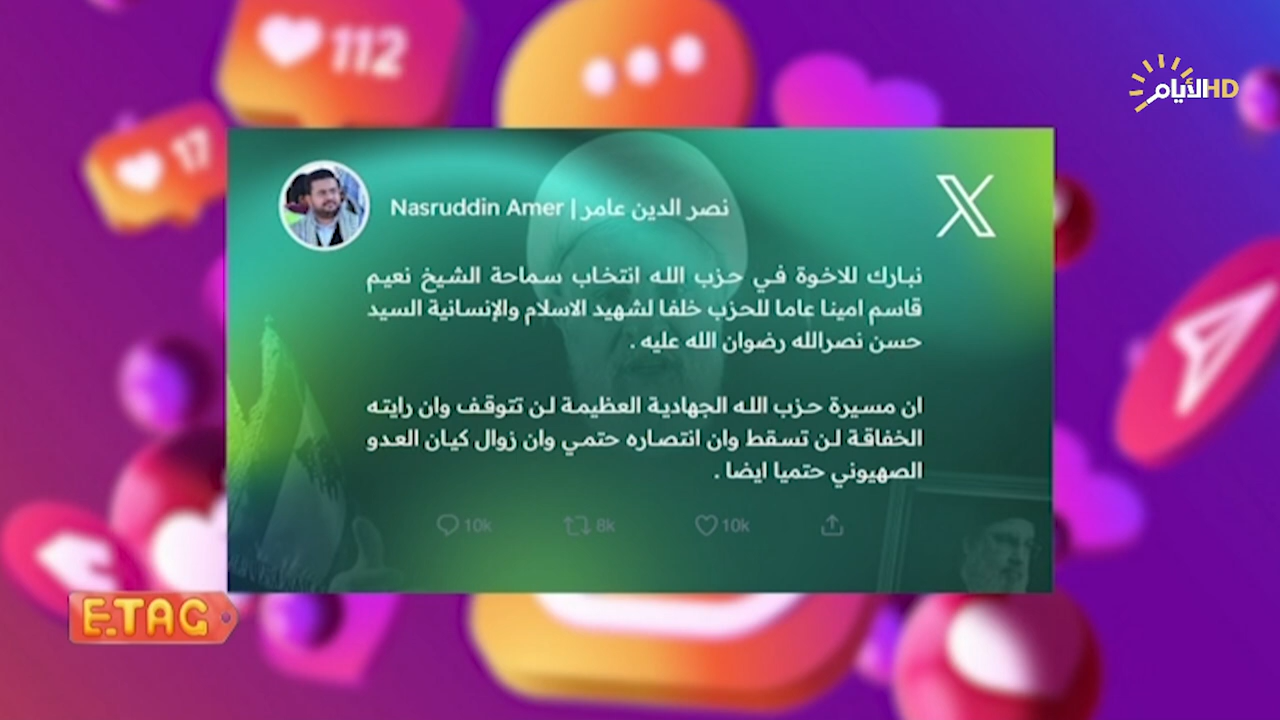 112
17
الأيام HD
نصر الدين عامر | Nasruddin Amer
نبارك للاخوة في حزب الله انتخاب سماحة الشيخ نعيم
قاسم امينا عاما للحزب خلفا لشهيد الاسلام والإنسانية السيد
حسن نصرالله رضوان الله عليه .
ان مسيرة حزب الله الجهادية العظيمة لن تتوقف وان رايته
الخفاقة لن تسقط وان انتصاره حتمي وان زوال كيان العدو
الصهيوني حتميا ايضا .
10k 8k 10k
E.TAG